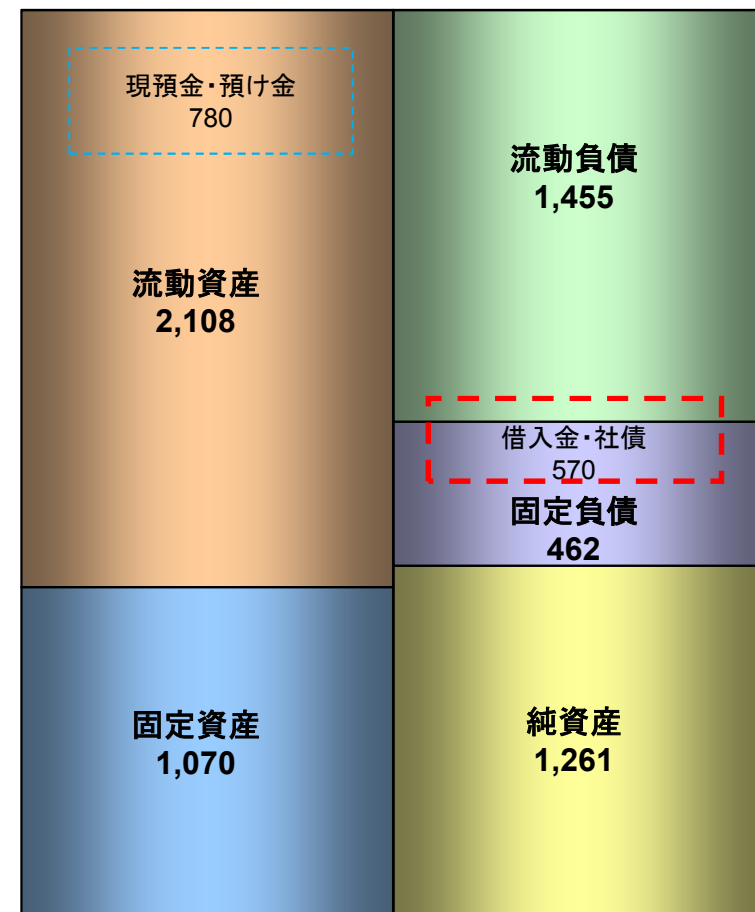 現預金・預け金
780
流動資産
2,108
固定資産
1,070
流動負債
1,455
借入金・社債
570
固定負債
462
純資産
1,261